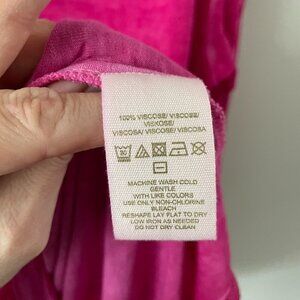 100% VISCOSE/ VISCOSE/
VISKOSE/
VISCOSA/ VISCOSE/ VISCOSA
MACHINE WASH COLD
GENTLE
WITH LIKE COLORS
USE ONLY NON-CHLORINE
BLEACH
RESHAPE LAY FLAT TO DRY
LOW IRON AS NEEDED
DO NOT DRY CLEAN